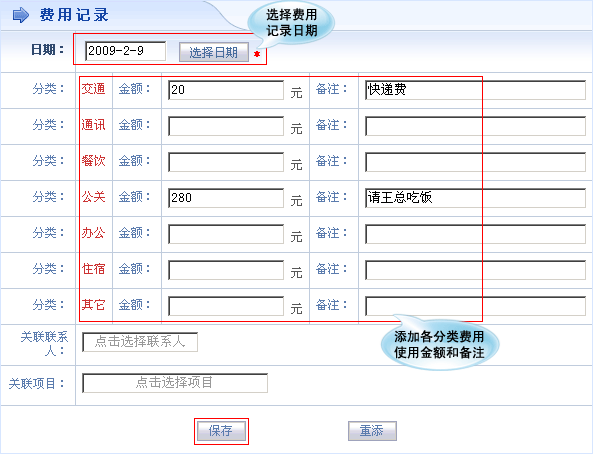 费用记录
选择费用
记录日期
日期： 2009-2-9 选择日期 *
分类： 交通 金额： 20 元 备注： 快递费
分类： 通讯 金额： 元 备注：
分类： 餐饮 金额： 元 备注：
分类： 公关 金额： 280 元 备注： 请王总吃饭
分类： 办公 金额： 元 备注：
分类： 住宿 金额： 元 备注：
分类： 其它 金额： 元 备注：
添加各分类费用
使用金额和备注
关联联系
人： 点击选择联系人
关联项目： 点击选择项目
保存 重添